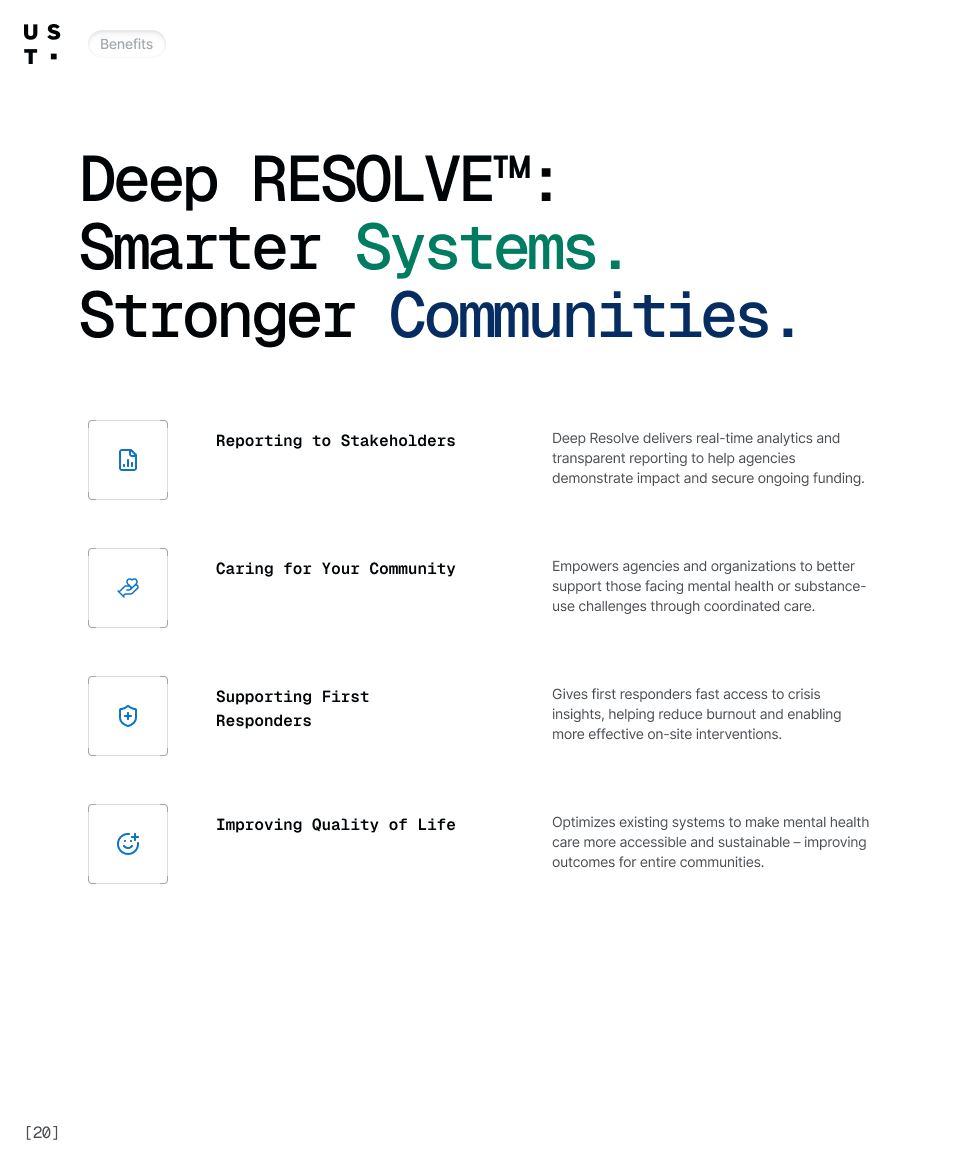 U S
T ▪
Benefits
Deep RESOLVE™:
Smarter Systems.
Stronger Communities.
Reporting to Stakeholders
Deep Resolve delivers real-time analytics and
transparent reporting to help agencies
demonstrate impact and secure ongoing funding.
Caring for Your Community
Empowers agencies and organizations to better
support those facing mental health or substance-
use challenges through coordinated care.
Supporting First
Responders
Gives first responders fast access to crisis
insights, helping reduce burnout and enabling
more effective on-site interventions.
Improving Quality of Life
Optimizes existing systems to make mental health
care more accessible and sustainable – improving
outcomes for entire communities.
[20]